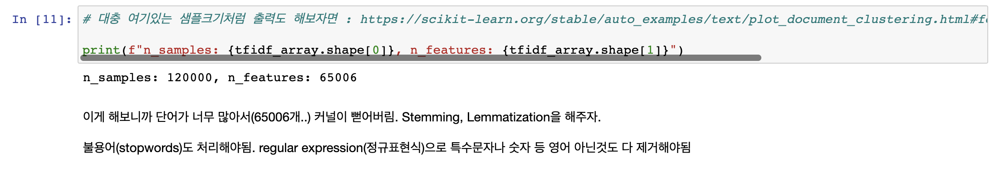 In [11]: # 대충 여기있는 샘플크기처럼 출력도 해보자면 : https://scikit-learn.org/stable/auto_examples/text/plot_document_clustering.html#f
print(f"n_samples: {tfidf_array.shape[0]}, n_features: {tfidf_array.shape[1]}")
n_samples: 120000, n_features: 65006
이게 해보니까 단어가 너무 많아서(65006개..) 커널이 뻗어버림. Stemming, Lemmatization을 해주자.
불용어(stopwords)도 처리해야됨. regular expression(정규표현식)으로 특수문자나 숫자 등 영어 아닌것도 다 제거해야됨